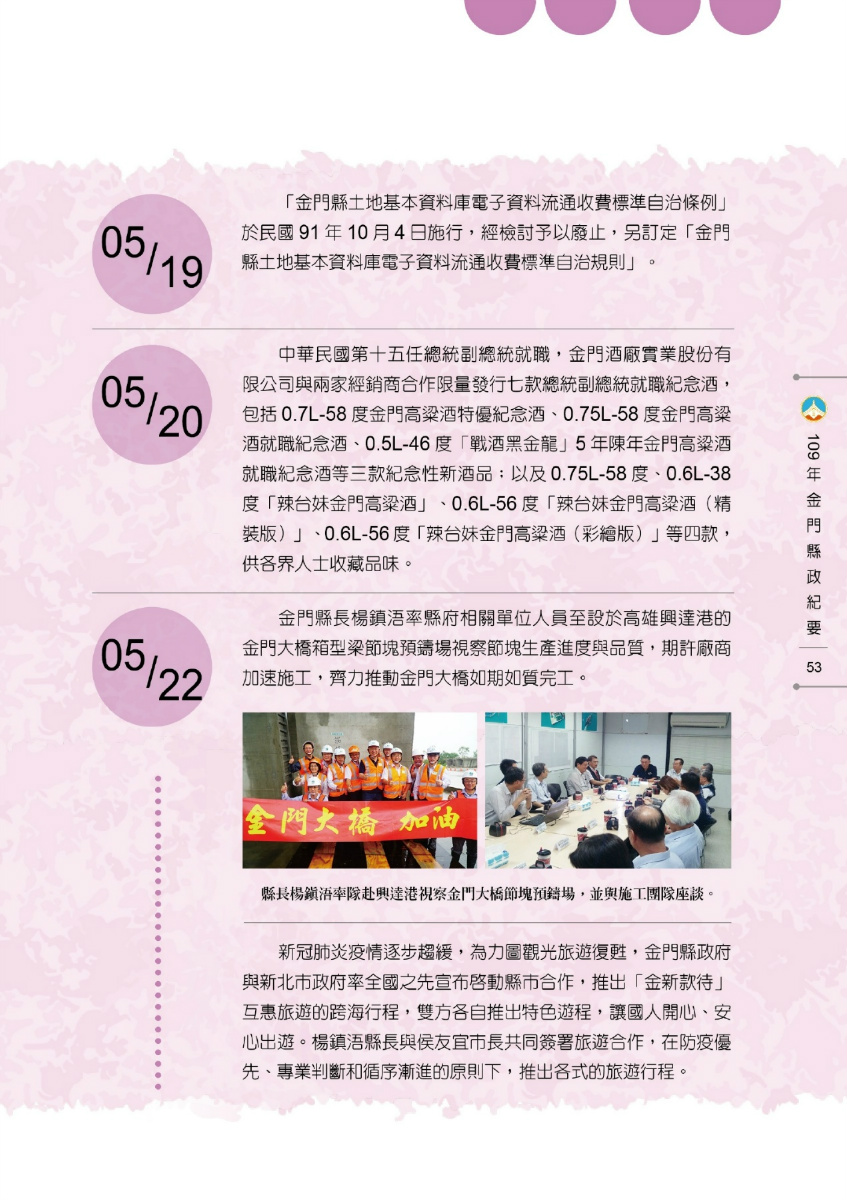 05/19
「金門縣土地基本資料庫電子資料流通收費標準自治條例」
於民國 91 年 10 月 4 日施行，經檢討予以廢止，另訂定「金門
縣土地基本資料庫電子資料流通收費標準自治規則」。
05/20
中華民國第十五任總統副總統就職，金門酒廠實業股份有
限公司與兩家經銷商合作限量發行七款總統副總統就職紀念酒，
包括 0.7L-58 度金門高粱酒特優紀念酒、0.75L-58 度金門高粱
酒就職紀念酒、0.5L-46 度「戰酒黑金龍」5 年陳年金門高粱酒
就職紀念酒等三款紀念性新酒品；以及 0.75L-58 度、0.6L-38
度「辣台妹金門高粱酒」、0.6L-56 度「辣台妹金門高粱酒（精
裝版）」、0.6L-56 度「辣台妹金門高粱酒（彩繪版）」等四款，
供各界人士收藏品味。
05/22
金門縣長楊鎮浯率縣府相關單位人員至設於高雄興達港的
金門大橋箱型梁節塊預鑄場視察節塊生產進度與品質，期許廠商
加速施工，齊力推動金門大橋如期如質完工。
金門大橋 加油
縣長楊鎮浯率隊赴興達港視察金門大橋節塊預鑄場，並與施工團隊座談。
新冠肺炎疫情逐步趨緩，為力圖觀光旅遊復甦，金門縣政府
與新北市政府率全國之先宣布啓動縣市合作，推出「金新款待」
互惠旅遊的跨海行程，雙方各自推出特色遊程，讓國人開心、安
心出遊。楊鎮浯縣長與侯友宜市長共同簽署旅遊合作，在防疫優
先、專業判斷和循序漸進的原則下，推出各式的旅遊行程。
109年金門縣政紀要
53